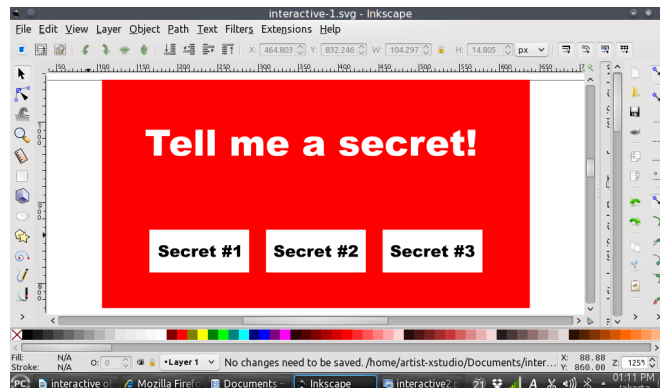 interactive-1.svg - Inkscape
File Edit View Layer Object Path Text Filters Extensions Help
X: 464.803 Y: 832.246 W: 104.297 H: 14.805 px
Tell me a secret!
Secret #1 Secret #2 Secret #3
Fill: N/A
Stroke: N/A
O: 0 •Layer 1 No changes need to be saved. /home/artist-xstudio/Documents/inter... X: 88.88 Y: 860.00 Z: 125%
PC interactive ol Mozilla Firef Documents – Inkscape interactive2 21 A 01:11 PM